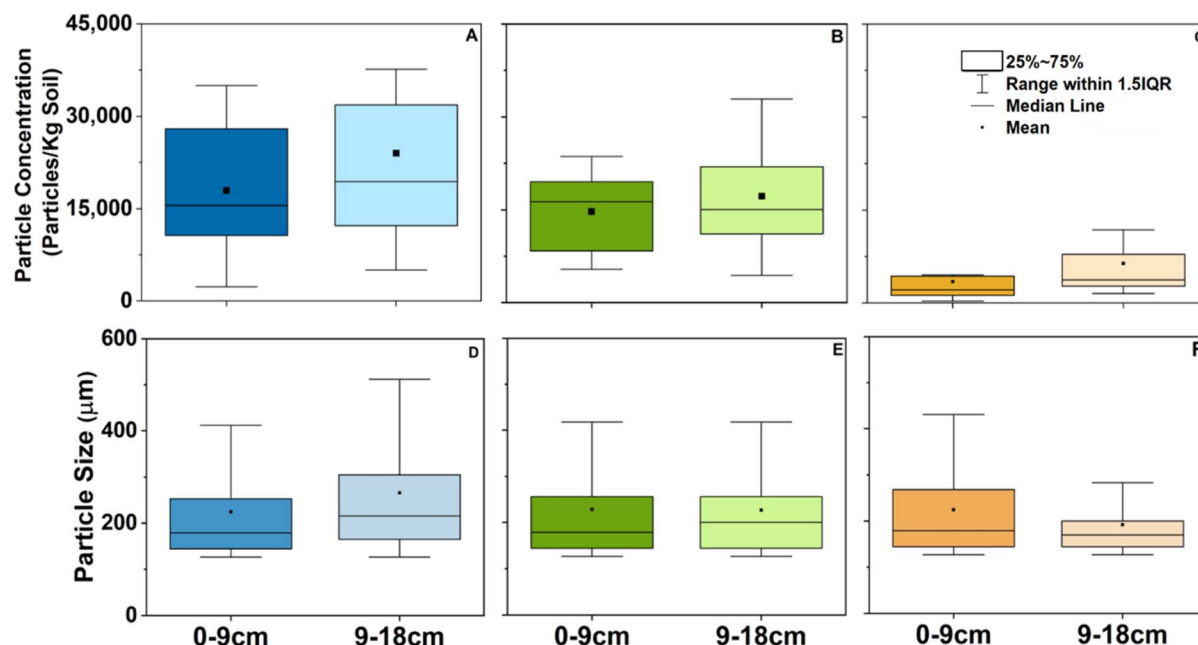 Particle Concentration
(Particles/Kg Soil)
45,000
30,000
15,000
0
A
B
25%~75%
Range within 1.5IQR
Median Line
Mean
Particle Size (μm)
600
400
200
0
D
E
F
0-9cm
9-18cm
0-9cm
9-18cm
0-9cm
9-18cm